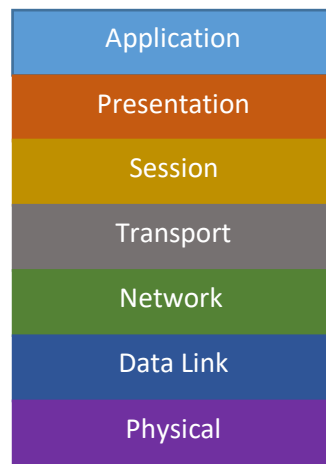 Application
Presentation
Session
Transport
Network
Data Link
Physical